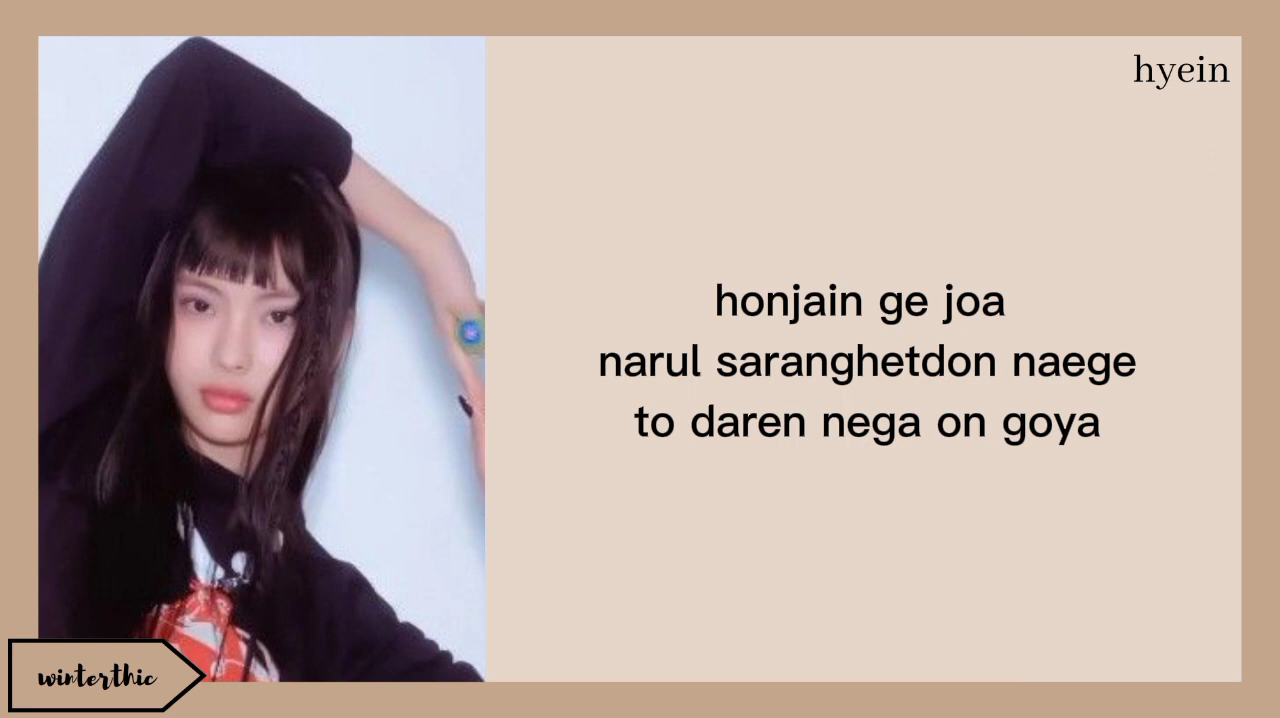 hyein
honjain ge joa
narul saranghetdon naege
to daren nega on goya
winterthic